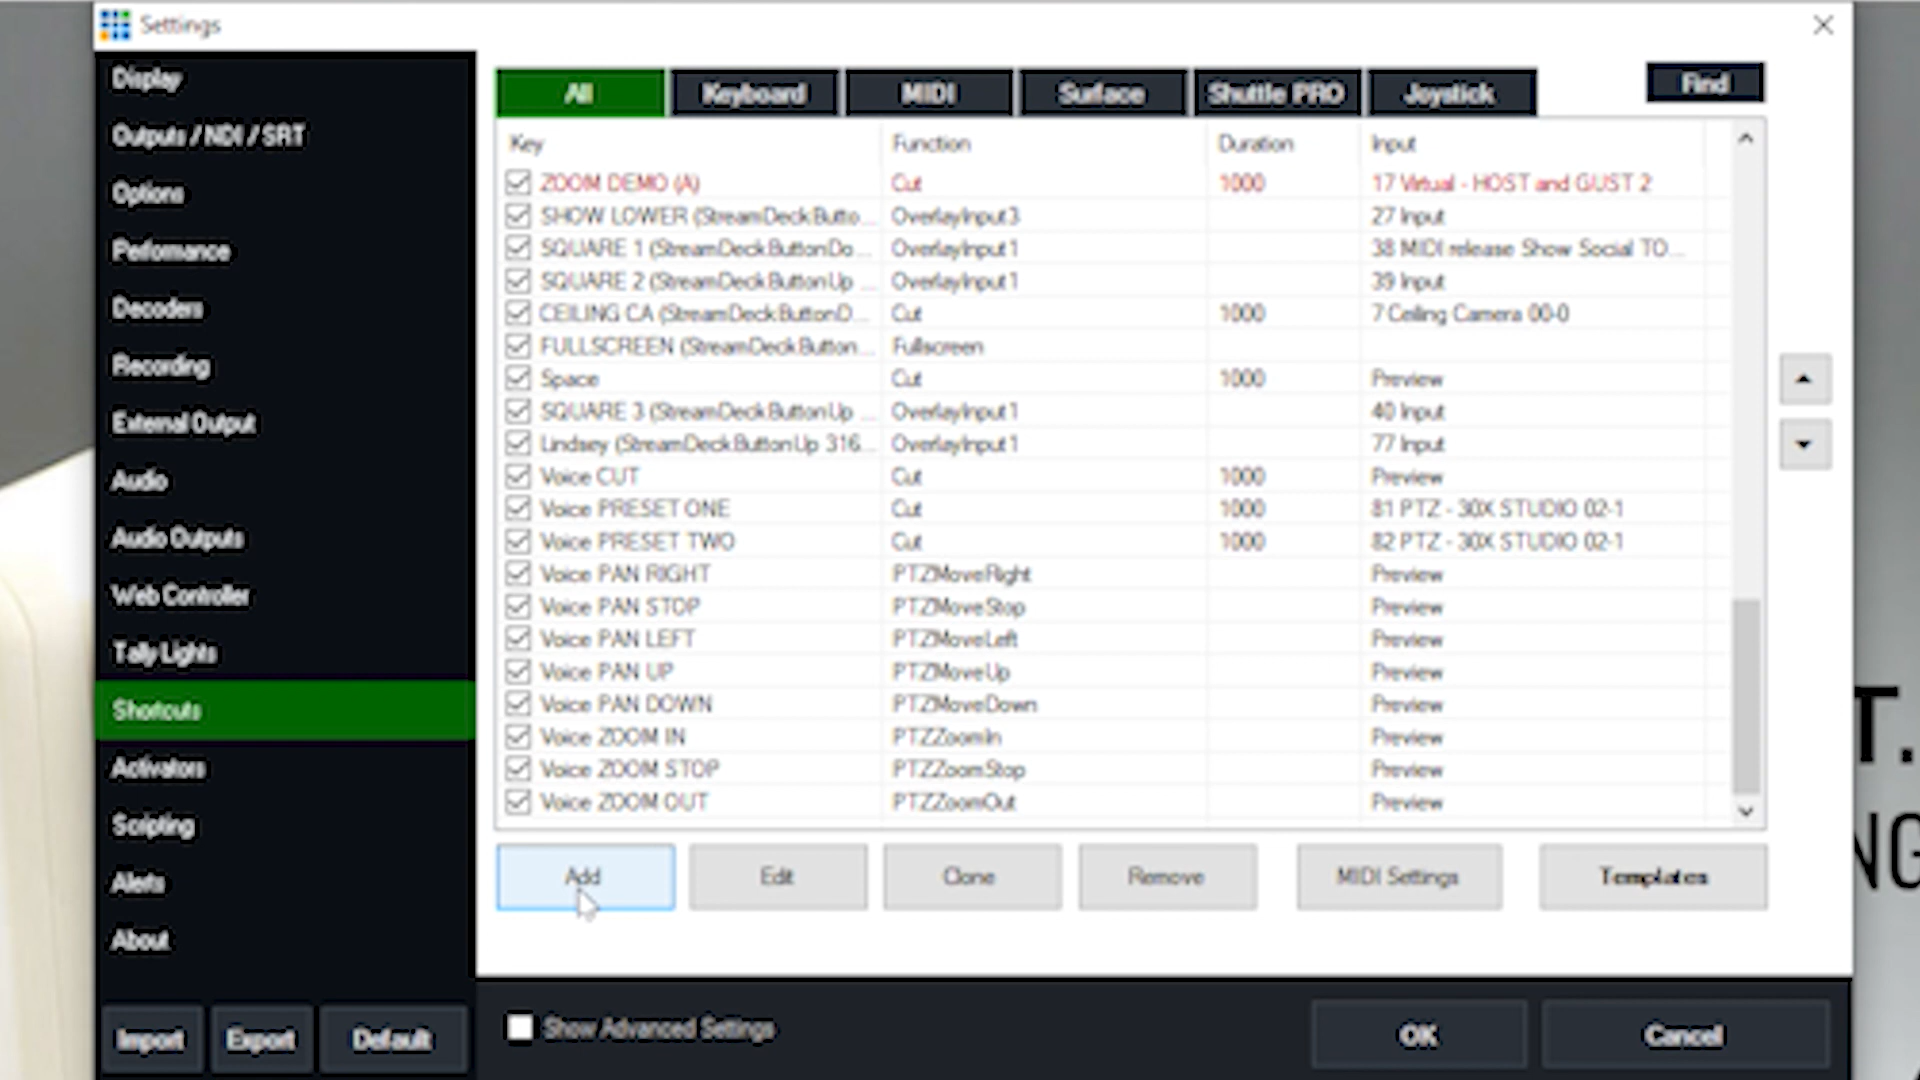 Settings
Display
Outputs / NDI / SRT
Options
Performance
Decoders
Recording
External Output
Audio
Audio Outputs
Web Controller
Tally Lights
Shortcuts
Activators
Scripting
Alerts
About
Import Export Default
All Keyboard MIDI Surface Shuttle PRO Joystick Find
Key Function Duration Input
ZOOM DEMO (A) Cut 1000 17 Virtual - HOST and GUST 2
SHOW LOWER (StreamDeckButto... OverlayInput3 27 Input
SQUARE 1 (StreamDeckButtonDo... OverlayInput1 38 MIDI release Show Social TO...
SQUARE 2 (StreamDeckButtonUp ... OverlayInput1 39 Input
CEILING CA (StreamDeckButtonD... Cut 1000 7 Ceiling Camera 00-0
FULLSCREEN (StreamDeckButton... Fullscreen
Space Cut 1000 Preview
SQUARE 3 (StreamDeckButtonUp ... OverlayInput1 40 Input
Lindsey (StreamDeckButtonUp 316... OverlayInput1 77 Input
Voice CUT Cut 1000 Preview
Voice PRESET ONE Cut 1000 81 PTZ - 30X STUDIO 02-1
Voice PRESET TWO Cut 1000 82 PTZ - 30X STUDIO 02-1
Voice PAN RIGHT PTZMoveRight Preview
Voice PAN STOP PTZMoveStop Preview
Voice PAN LEFT PTZMoveLeft Preview
Voice PAN UP PTZMoveUp Preview
Voice PAN DOWN PTZMoveDown Preview
Voice ZOOM IN PTZZoomIn Preview
Voice ZOOM STOP PTZZoomStop Preview
Voice ZOOM OUT PTZZoomOut Preview
Add Edit Clone Remove MIDI Settings Templates
Show Advanced Settings OK Cancel
T.
NG